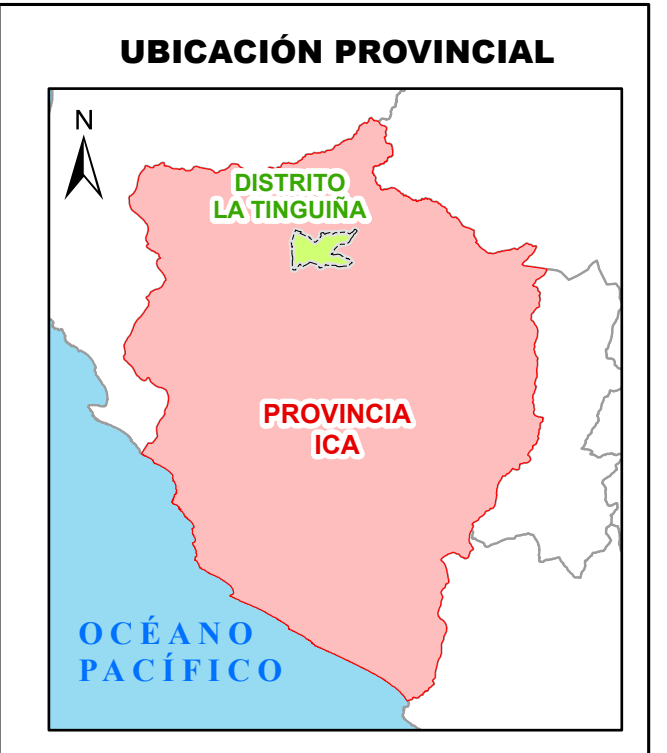 UBICACIÓN PROVINCIAL
N
DISTRITO
LA TINGUIÑA
PROVINCIA
ICA
OCÉANO
PACÍFICO